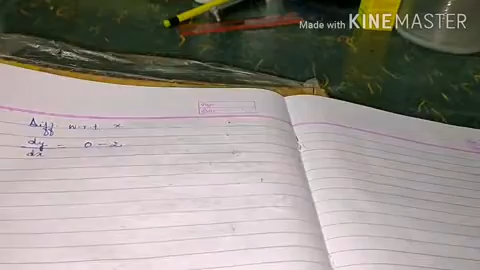 Made with KINEMASTER
Diff w.r.t. x
dy/dx = 0 - 2